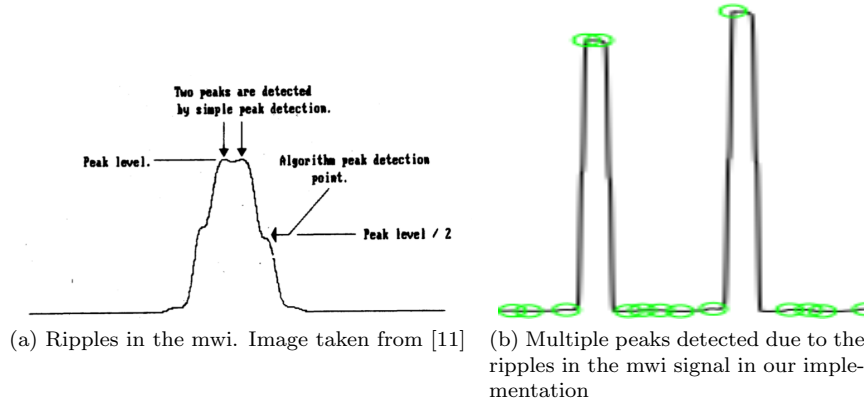 Two peaks are detected
by simple peak detection.
Peak level.
Algorithm peak detection
point.
Peak level / 2
(a) Ripples in the mwi. Image taken from [11]
(b) Multiple peaks detected due to the
ripples in the mwi signal in our imple-
mentation